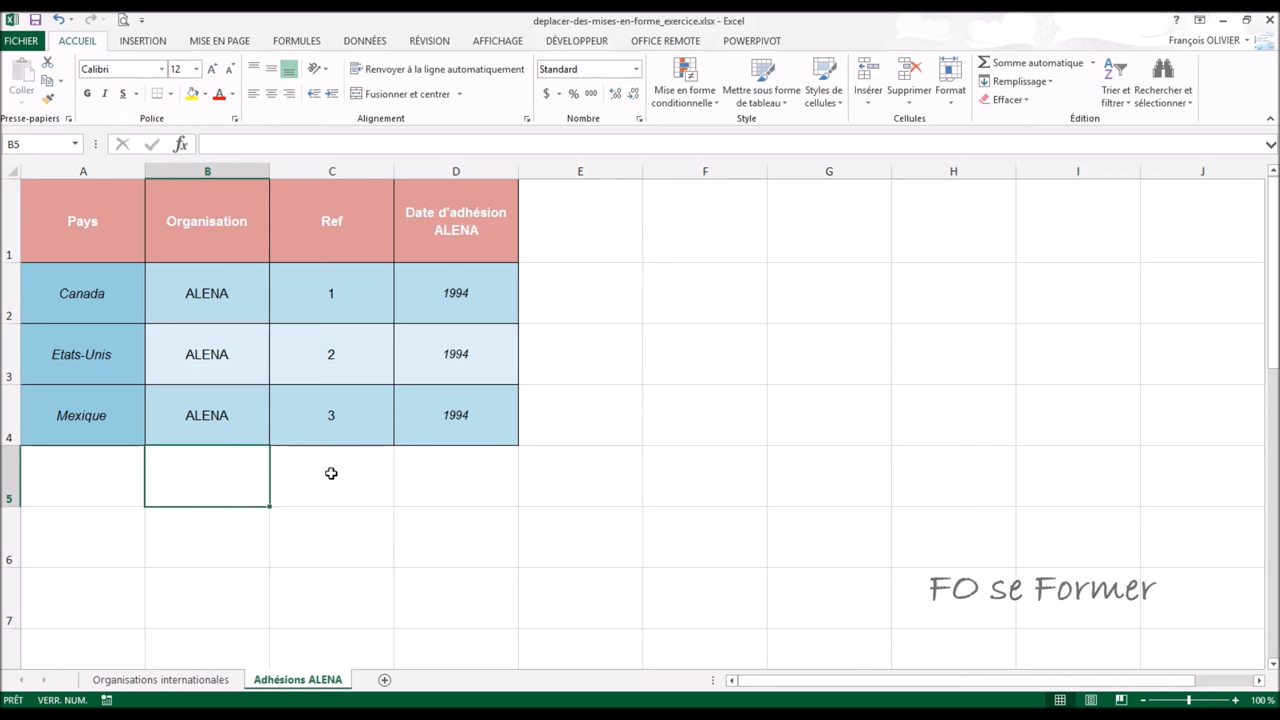 deplacer-des-mises-en-forme_exercice.xlsx - Excel
FICHIER ACCUEIL INSERTION MISE EN PAGE FORMULES DONNÉES RÉVISION AFFICHAGE DÉVELOPPEUR OFFICE REMOTE POWERPIVOT François OLIVIER
Coller
Calibri 12
Renvoyer à la ligne automatiquement
Standard
G I S
Fusionner et centrer
$ % 000
Mise en forme conditionnelle
Mettre sous forme de tableau
Styles de cellules
Insérer
Supprimer
Format
Somme automatique
Remplissage
Effacer
Trier et filtrer
Rechercher et sélectionner
Presse-papiers Police Alignement Nombre Style Cellules Édition
B5 fx
A B C D E F G H I J
1 Pays Organisation Ref Date d'adhésion ALENA
2 Canada ALENA 1 1994
3 Etats-Unis ALENA 2 1994
4 Mexique ALENA 3 1994
5
6
7
FO se Former
Organisations internationales Adhésions ALENA
PRÊT VERR. NUM. 100 %